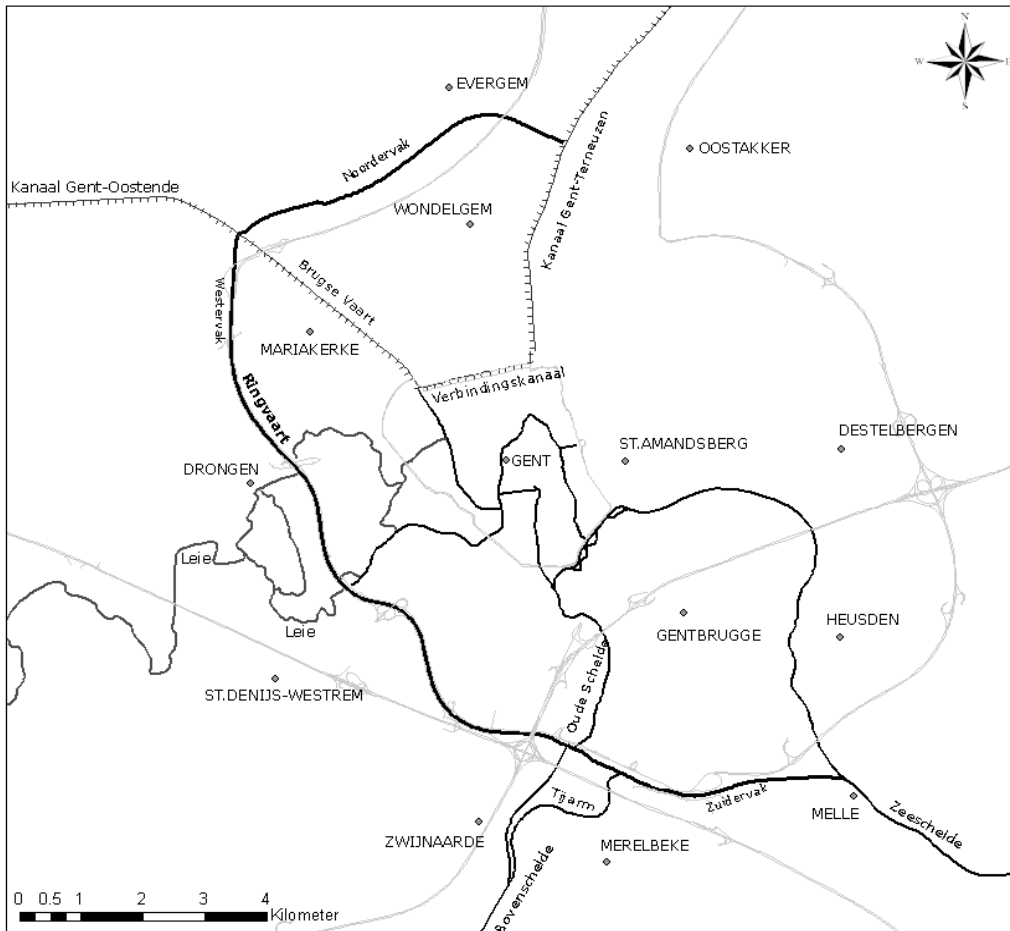 N
W
E
S
EVERGEM
OOSTAKKER
Noordervak
Kanaal Gent-Terneuzen
Kanaal Gent-Oostende
WONDELGEM
Brugse Vaart
Westervak
MARIAKERKE
Ringvaart
Verbindingskanaal
DESTELBERGEN
ST.AMANDSBERG
GENT
DRONGEN
Leie
Leie
GENTBRUGGE
HEUSDEN
Oude Schelde
ST.DENIJS-WESTREM
Tijarm
Zuidervak
MELLE
Zeeschelde
ZWIJNAARDE
MERELBEKE
Bovenschelde
0 0.5 1 2 3 4
Kilometer